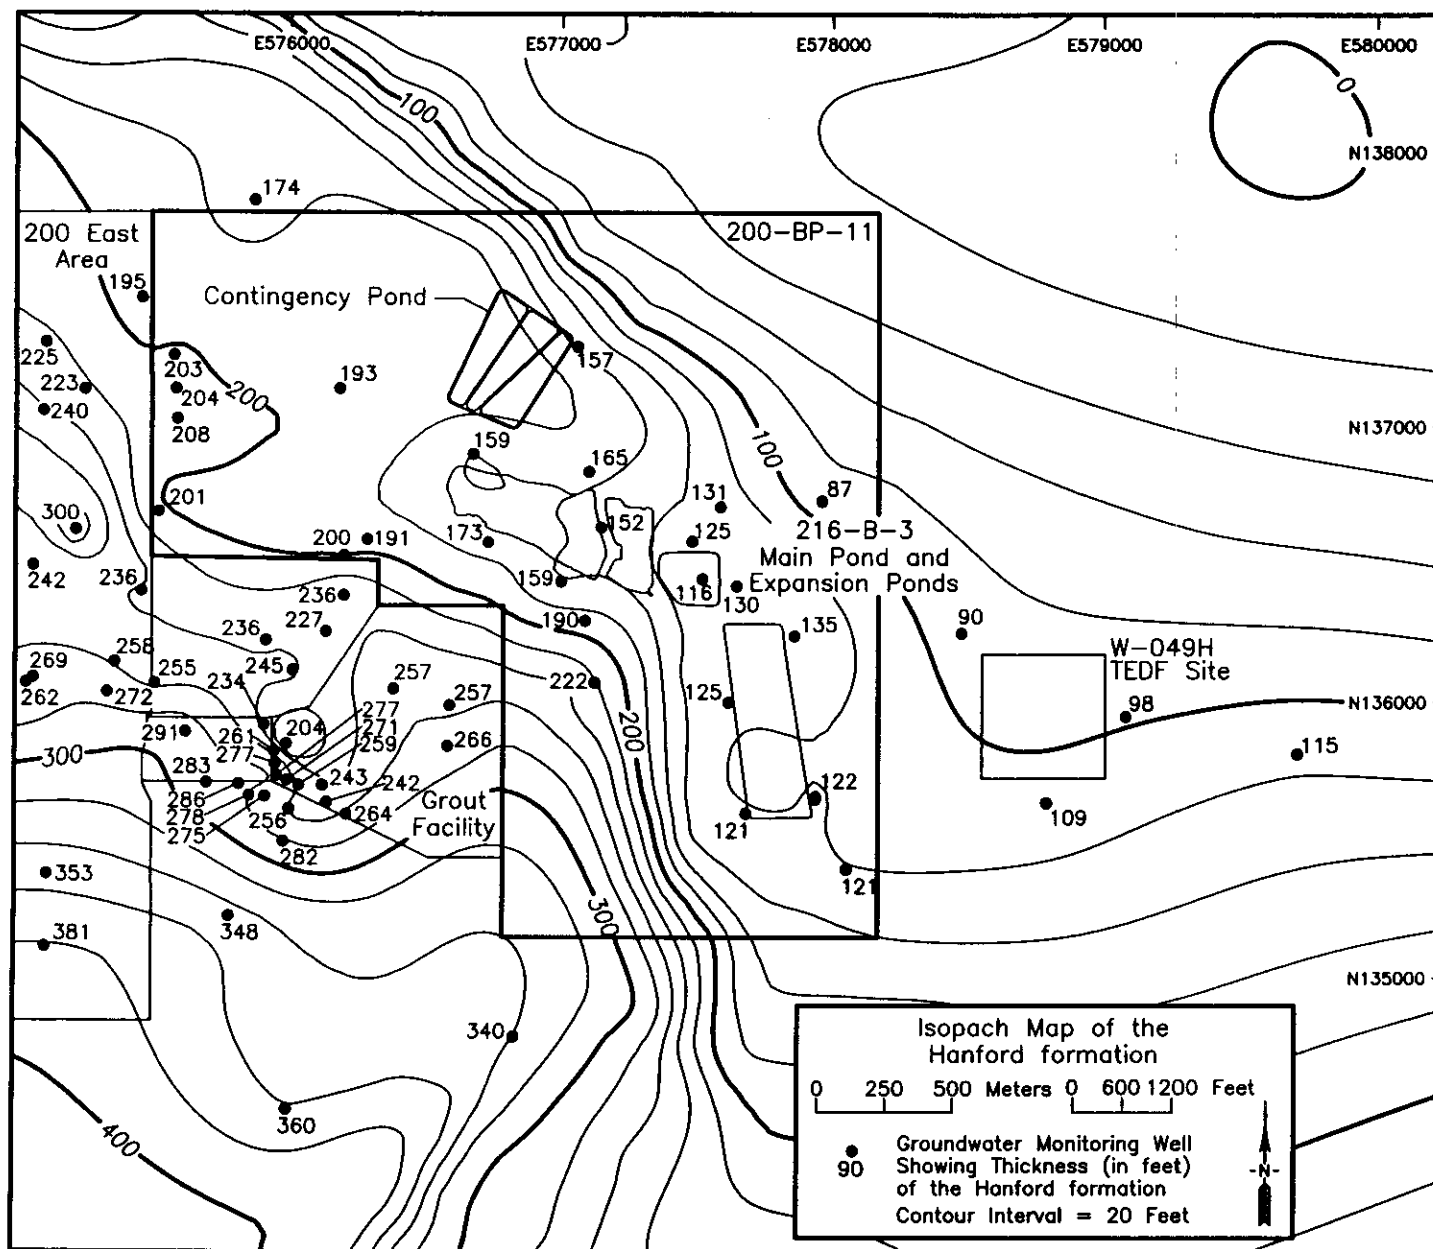 E576000
E577000
E578000
E579000
E580000
0
100
N138000
174
200 East
Area
200-BP-11
195
Contingency Pond
225
203
157
223
204
193
200
240
208
N137000
159
165
100
201
131
87
300
152
125
216-B-3
Main Pond and
Expansion Ponds
191
200
173
242
236
159
116
130
236
190
135
90
236
227
258
W-049H
TEDF Site
269
255
245
257
262
272
234
257
222
277
125
98
N136000
291
204
271
261
259
200
300
277
266
115
283
243
242
122
286
278
256
264
Grout
Facility
121
109
275
282
353
121
300
348
381
N135000
340
360
400
Isopach Map of the
Hanford formation
0 250 500 Meters 0 600 1200 Feet
Groundwater Monitoring Well
90 Showing Thickness (in feet)
of the Hanford formation
Contour Interval = 20 Feet
-N-